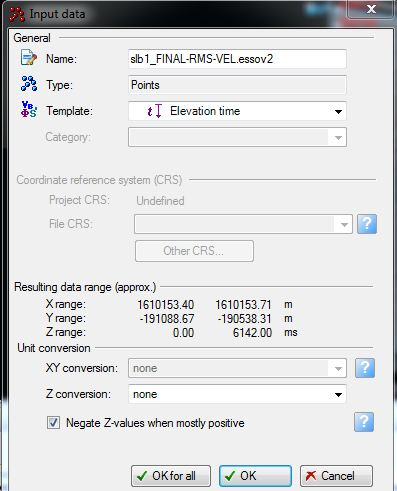 Input data
General
Name: slb1_FINAL-RMS-VEL.essov2
Type: Points
Template: Elevation time
Category:
Coordinate reference system (CRS)
Project CRS: Undefined
File CRS:
Other CRS...
Resulting data range (approx.)
X range: 1610153.40 1610153.71 m
Y range: -191088.67 -190538.31 m
Z range: 0.00 6142.00 ms
Unit conversion
XY conversion: none
Z conversion: none
Negate Z-values when mostly positive
OK for all OK Cancel